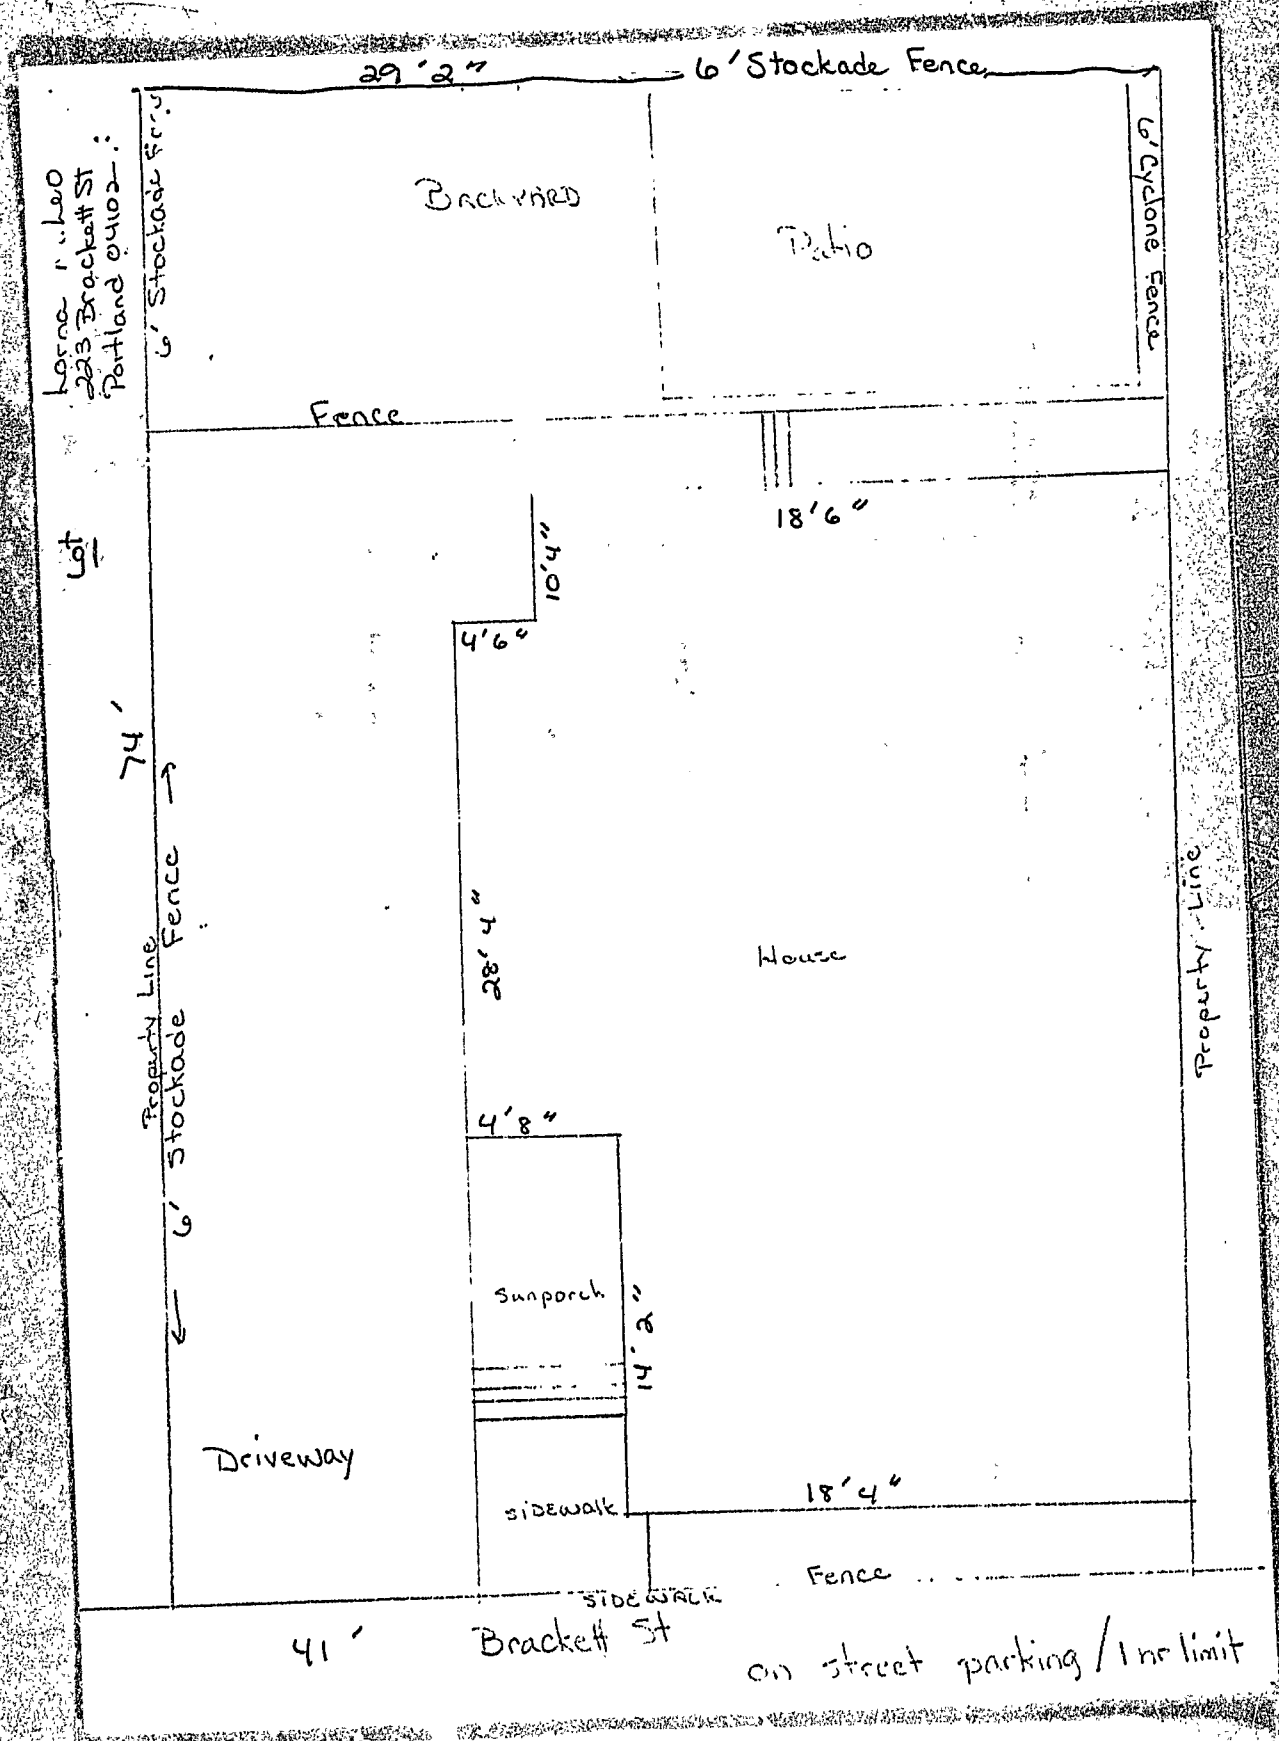 29'2"
6' Stockade Fence
Lorna
223 Brackett St
Portland 04102
6' Stockade
6' Cyclone Fence
BackYARD
Patio
Fence
Lot
18'6"
10'4"
4'6"
74'
Property Line
6' Stockade Fence
28'4"
House
Property Line
4'8"
Sunporch
14'2"
Driveway
18'4"
SIDEWALK
Fence
SIDEWALK
41'
Brackett St
on street parking / 1 hr limit